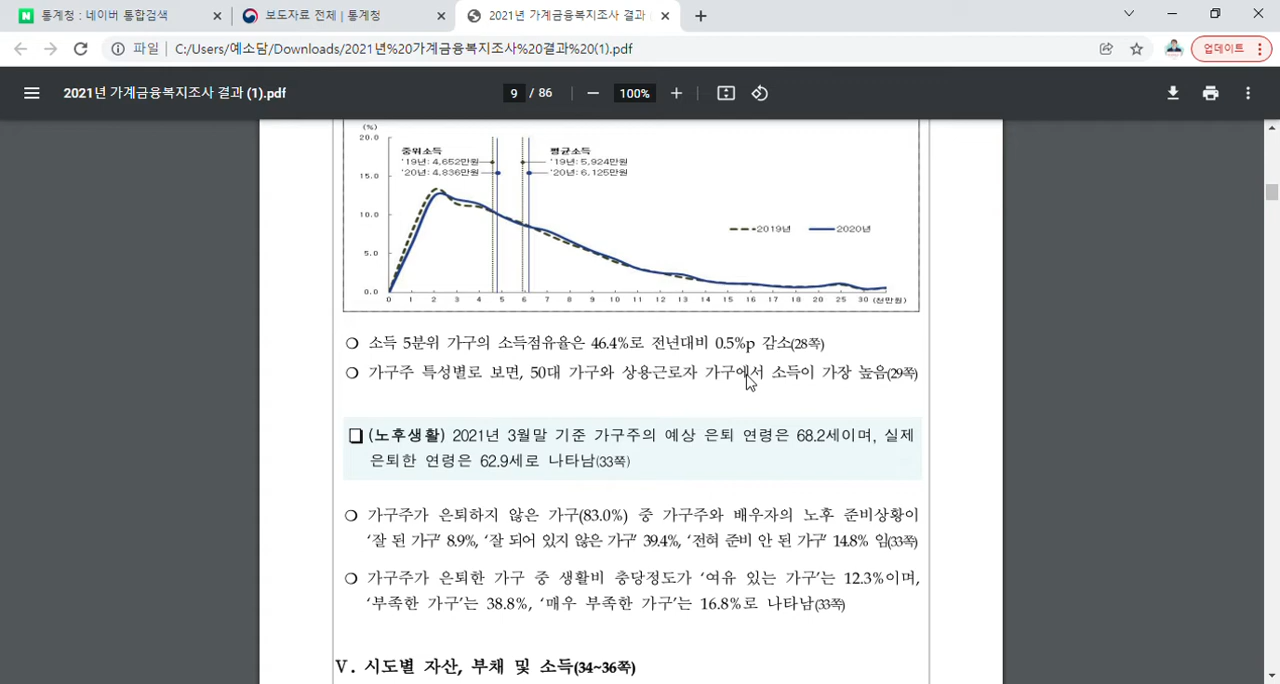 통계청 : 네이버 통합검색
보도자료 전체 | 통계청
2021년 가계금융복지조사 결과
파일 | C:/Users/예소담/Downloads/2021년%20가계금융복지조사%20결과%20(1).pdf
업데이트
2021년 가계금융복지조사 결과 (1).pdf
9 / 86
100%
(%)
20.0
15.0
10.0
5.0
0.0
중위소득
'19년: 4,652만원
'20년: 4,836만원
평균소득
'19년: 5,924만원
'20년: 6,125만원
2019년 2020년
0 1 2 3 4 5 6 7 8 9 10 11 12 13 14 15 16 17 18 20 25 30 (천만원)
❍ 소득 5분위 가구의 소득점유율은 46.4%로 전년대비 0.5%p 감소(28쪽)
❍ 가구주 특성별로 보면, 50대 가구와 상용근로자 가구에서 소득이 가장 높음(29쪽)
❏ (노후생활) 2021년 3월말 기준 가구주의 예상 은퇴 연령은 68.2세이며, 실제
은퇴한 연령은 62.9세로 나타남(33쪽)
❍ 가구주가 은퇴하지 않은 가구(83.0%) 중 가구주와 배우자의 노후 준비상황이
‘잘 된 가구’ 8.9%, ‘잘 되어 있지 않은 가구’ 39.4%, ‘전혀 준비 안 된 가구’ 14.8% 임(33쪽)
❍ 가구주가 은퇴한 가구 중 생활비 충당정도가 ‘여유 있는 가구’는 12.3%이며,
‘부족한 가구’는 38.8%, ‘매우 부족한 가구’는 16.8%로 나타남(33쪽)
Ⅴ. 시도별 자산, 부채 및 소득(34~36쪽)